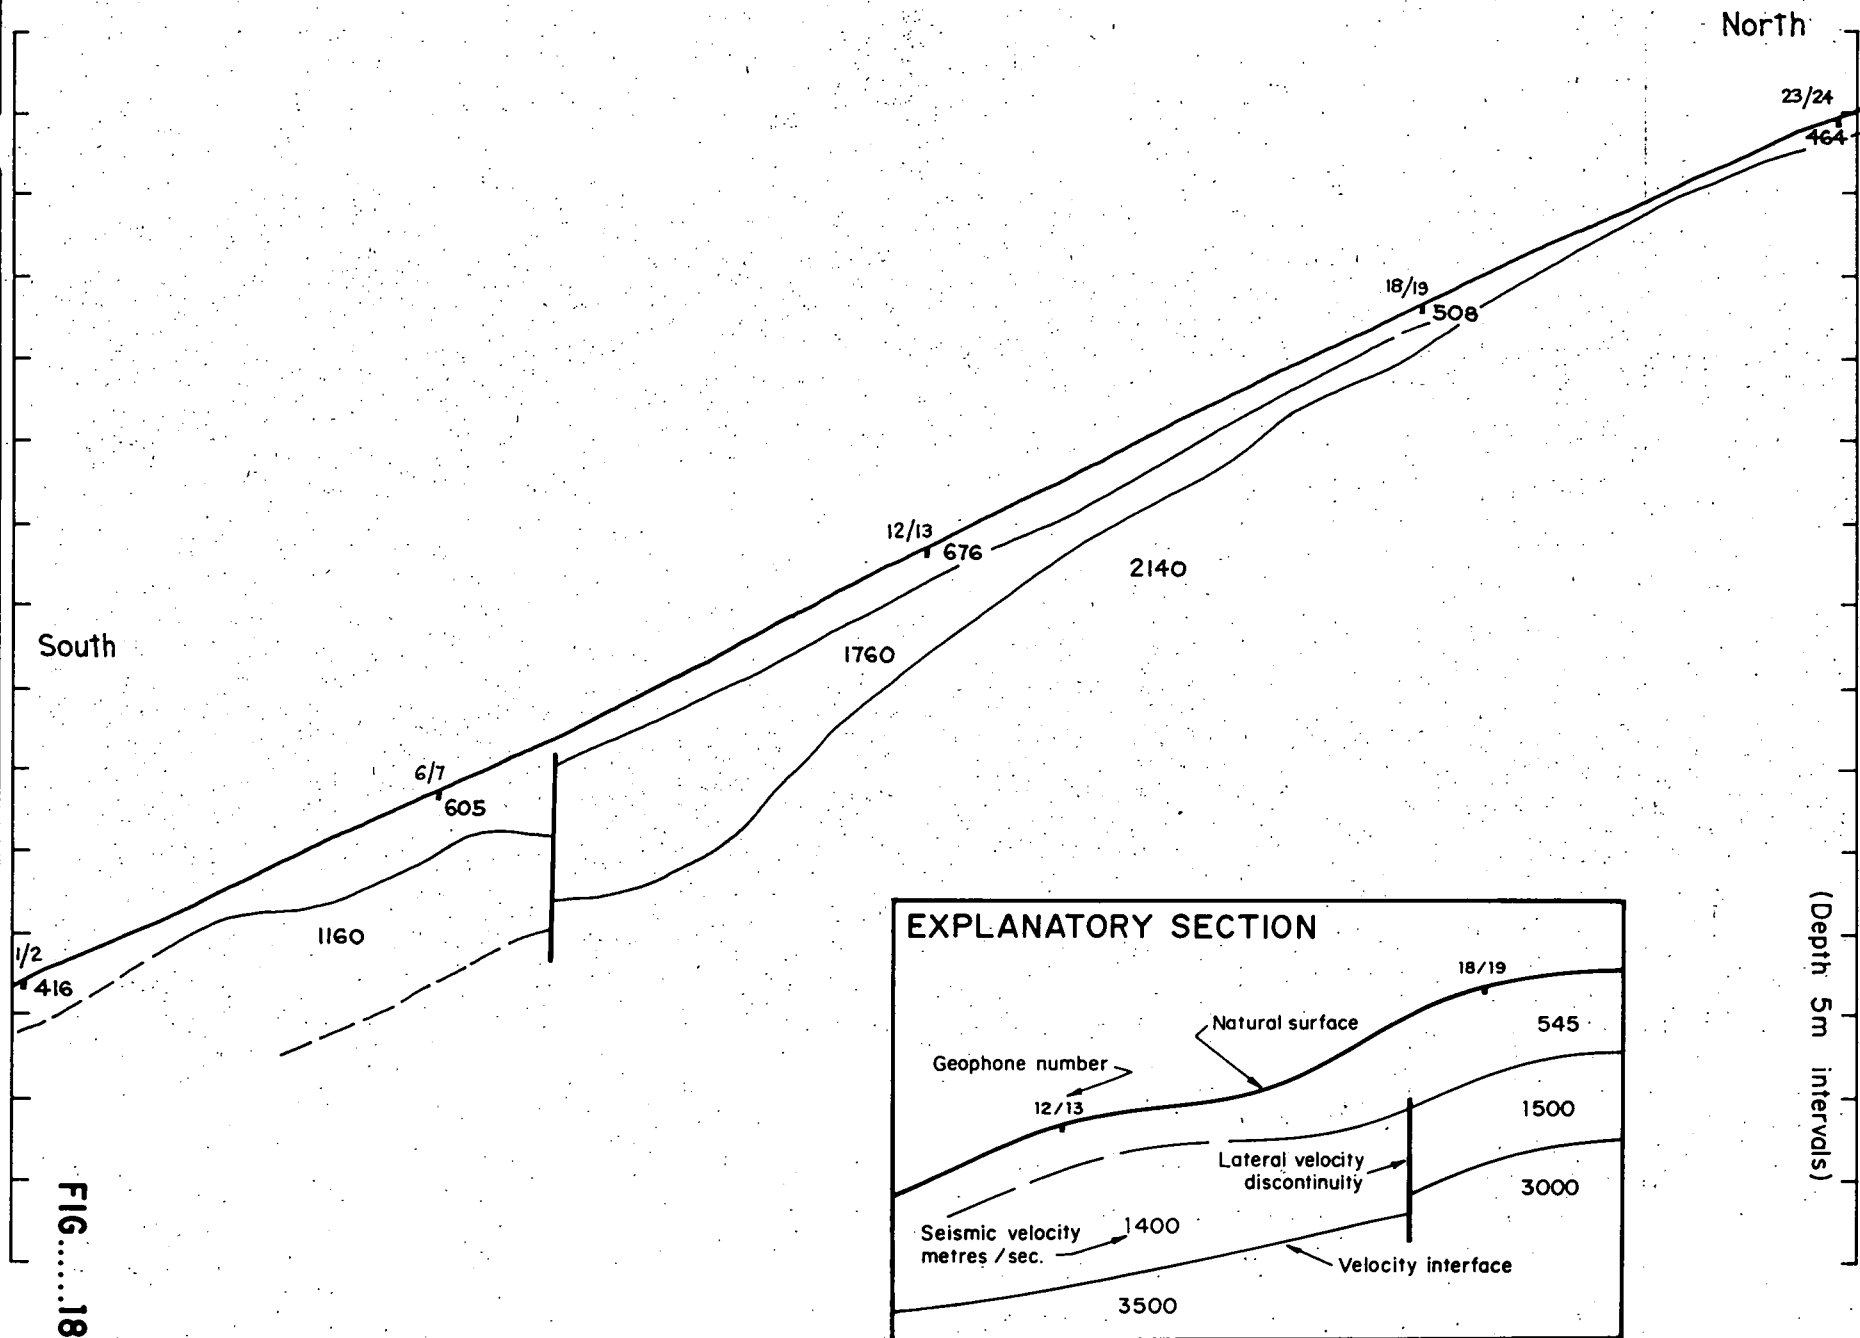 North
23/24
464
18/19
508
12/13
676
2140
South
1760
6/7
605
1160
1/2
416
(Depth 5m intervals)
EXPLANATORY SECTION
18/19
Natural surface
545
Geophone number
12/13
1500
Lateral velocity
discontinuity
3000
Seismic velocity
metres / sec.
1400
Velocity interface
3500
FIG.......18